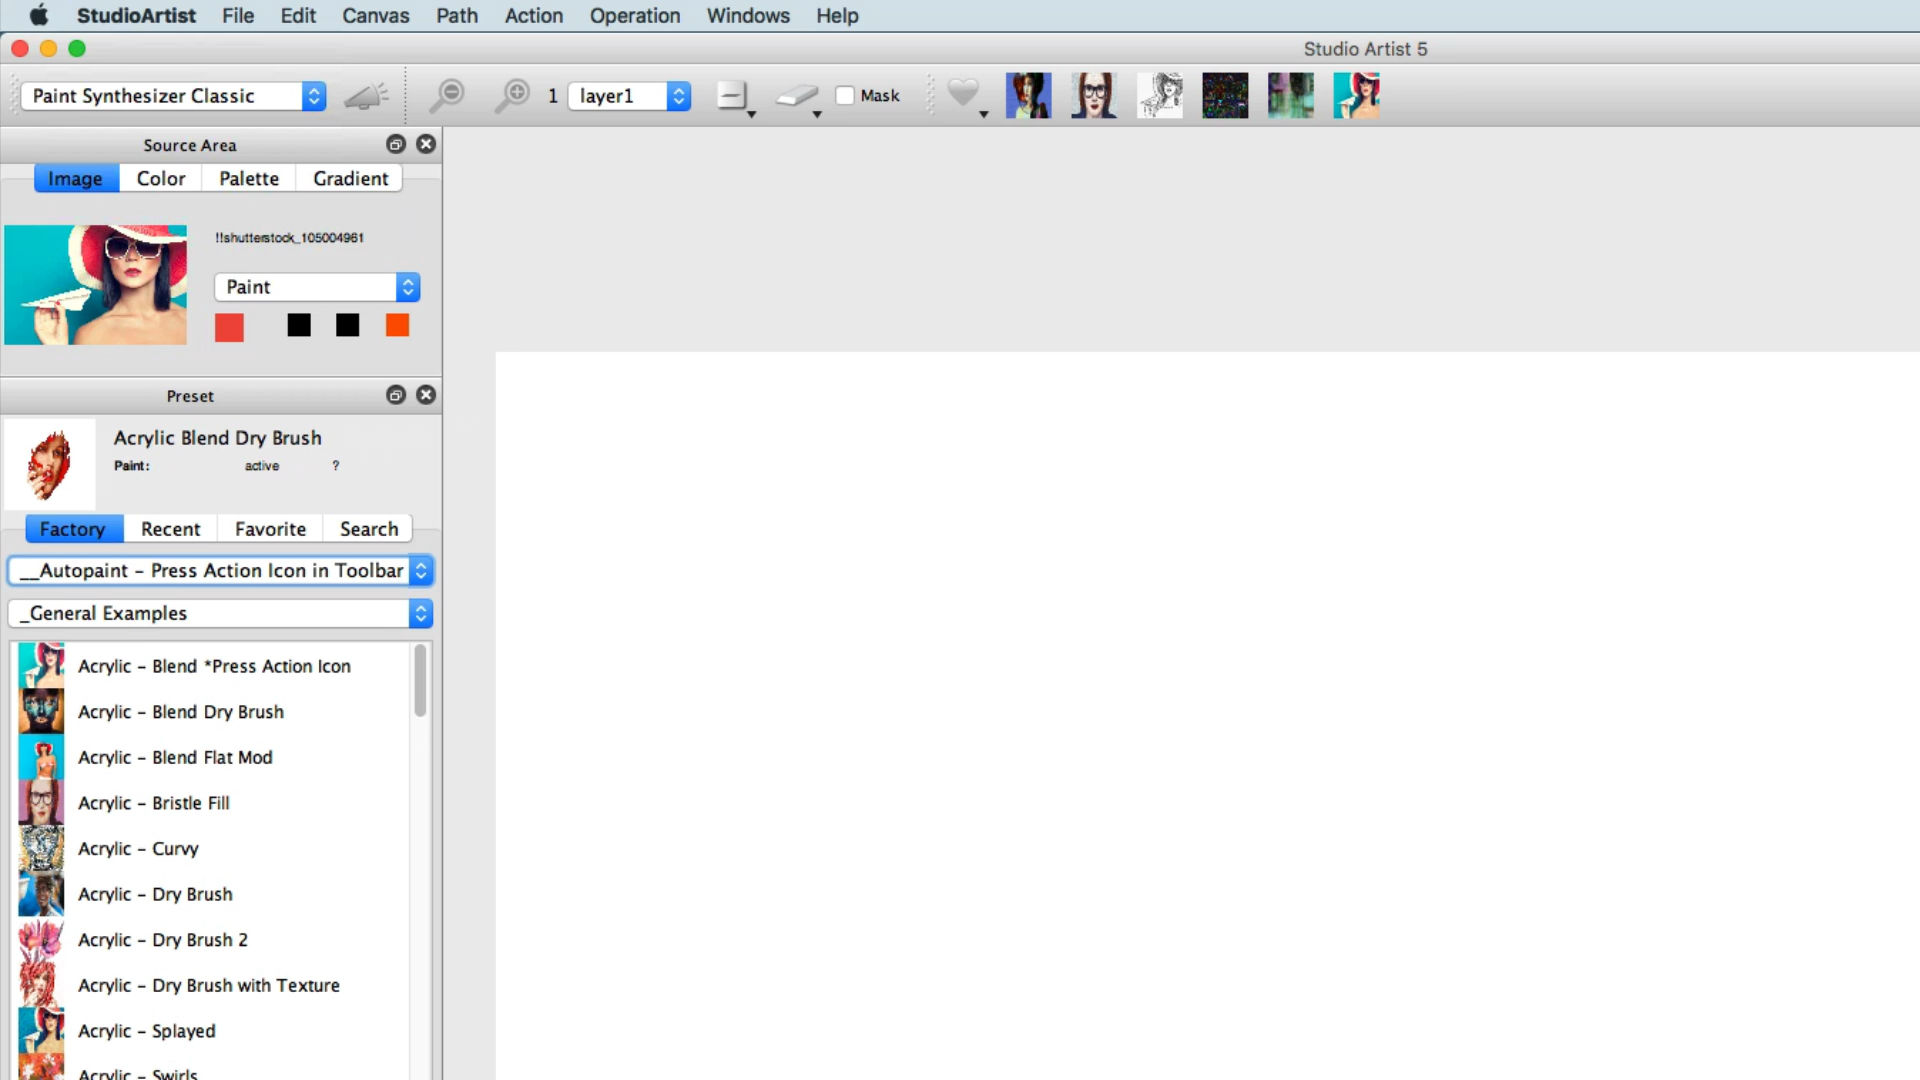 StudioArtist File Edit Canvas Path Action Operation Windows Help
Studio Artist 5
Paint Synthesizer Classic 1 layer1 Mask
Source Area
Image Color Palette Gradient
!!shutterstock_105004961
Paint
Preset
Acrylic Blend Dry Brush
Paint: active ?
Factory Recent Favorite Search
__Autopaint - Press Action Icon in Toolbar
_General Examples
Acrylic - Blend *Press Action Icon
Acrylic - Blend Dry Brush
Acrylic - Blend Flat Mod
Acrylic - Bristle Fill
Acrylic - Curvy
Acrylic - Dry Brush
Acrylic - Dry Brush 2
Acrylic - Dry Brush with Texture
Acrylic - Splayed
Acrylic - Swirls